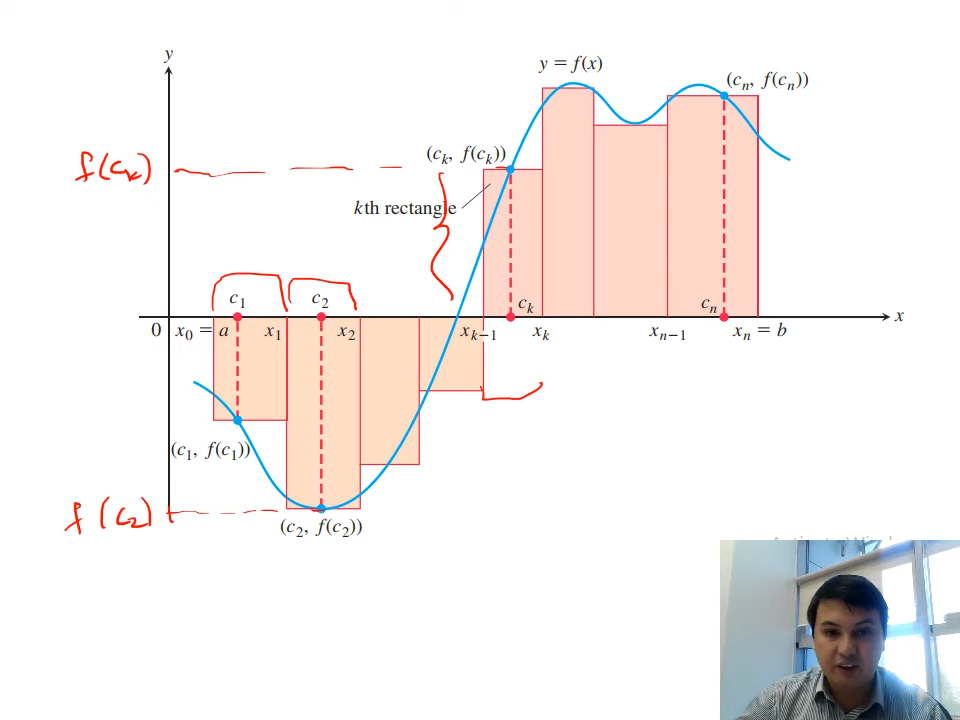 y
y = f(x)
(cₙ, f(cₙ))
f(cₖ)
(cₖ, f(cₖ))
kth rectangle
c₁
c₂
cₖ
cₙ
x
0
x₀ = a
x₁
x₂
xₖ₋₁
xₖ
xₙ₋₁
xₙ = b
(c₁, f(c₁))
f(c₂)
(c₂, f(c₂))